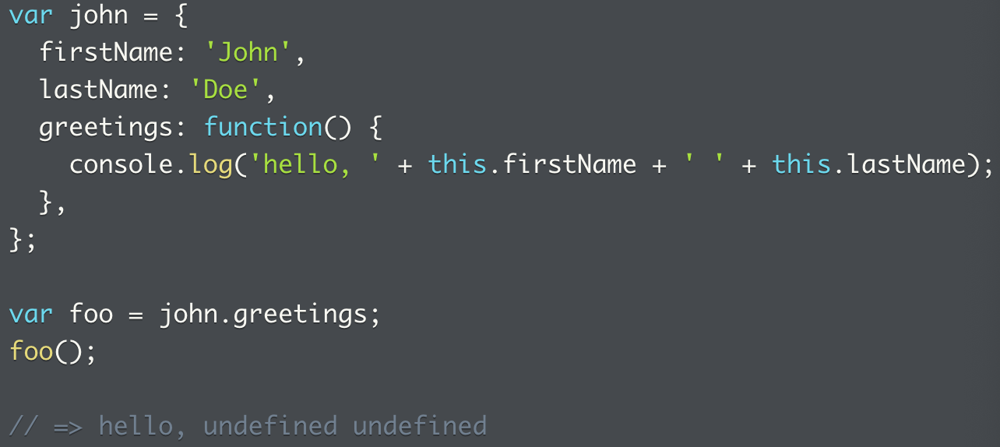 var john = {
  firstName: 'John',
  lastName: 'Doe',
  greetings: function() {
    console.log('hello, ' + this.firstName + ' ' + this.lastName);
  },
};

var foo = john.greetings;
foo();

// => hello, undefined undefined